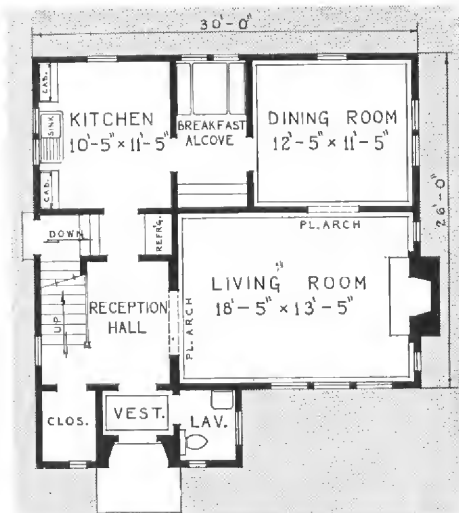 30'-0"
CAB.
KITCHEN
10'-5" × 11'-5"
SINK
CAB.
BREAKFAST
ALCOVE
DINING ROOM
12'-5" × 11'-5"
26'-0"
DOWN
REFR'G.
PL. ARCH
LIVING ROOM
18'-5" × 13'-5"
PL. ARCH
RECEPTION
HALL
UP
CLOS.
VEST.
LAV.